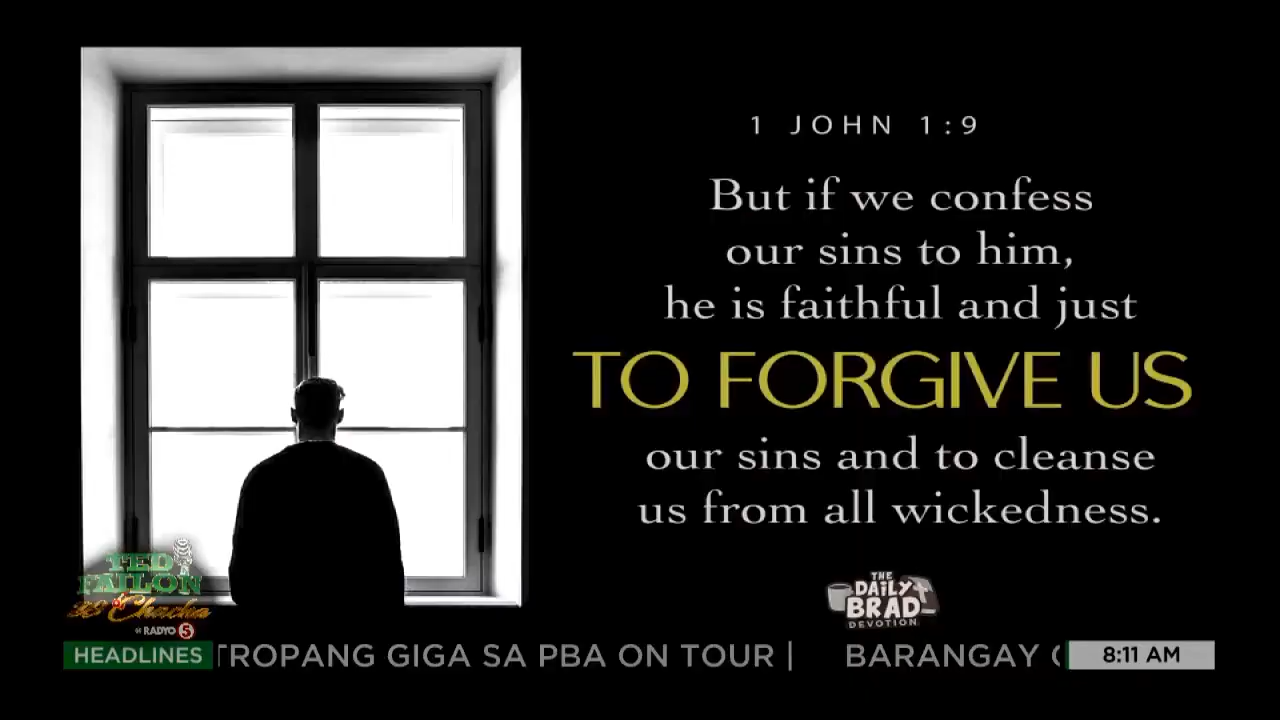 1 JOHN 1:9
But if we confess
our sins to him,
he is faithful and just
TO FORGIVE US
our sins and to cleanse
us from all wickedness.
TED
FAILON
Chacha
RADYO 5
THE
DAILY
BRAD
DEVOTION
HEADLINES
TROPANG GIGA SA PBA ON TOUR | BARANGAY
8:11 AM